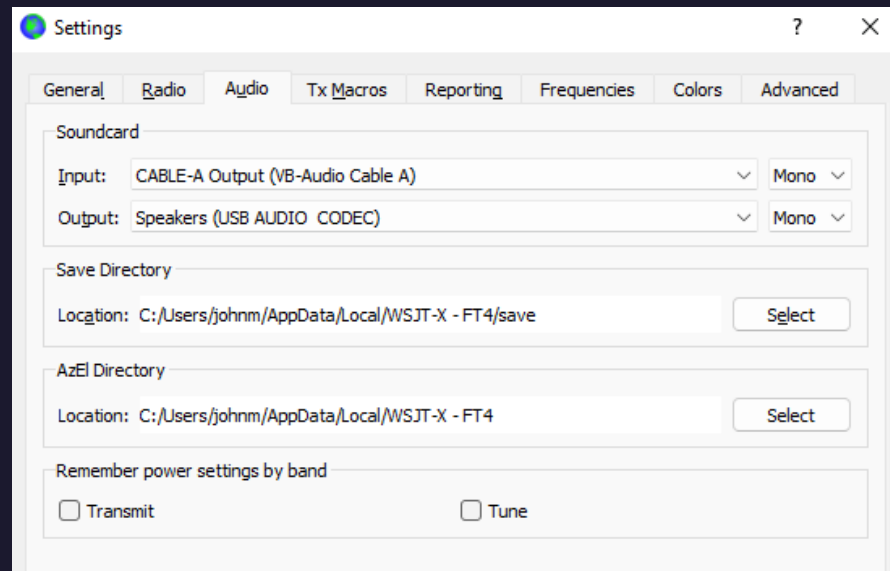 Settings ? ×
General Radio Audio Tx Macros Reporting Frequencies Colors Advanced
Soundcard
Input: CABLE-A Output (VB-Audio Cable A) Mono
Output: Speakers (USB AUDIO  CODEC) Mono
Save Directory
Location: C:/Users/johnm/AppData/Local/WSJT-X - FT4/save Select
AzEl Directory
Location: C:/Users/johnm/AppData/Local/WSJT-X - FT4 Select
Remember power settings by band
Transmit Tune